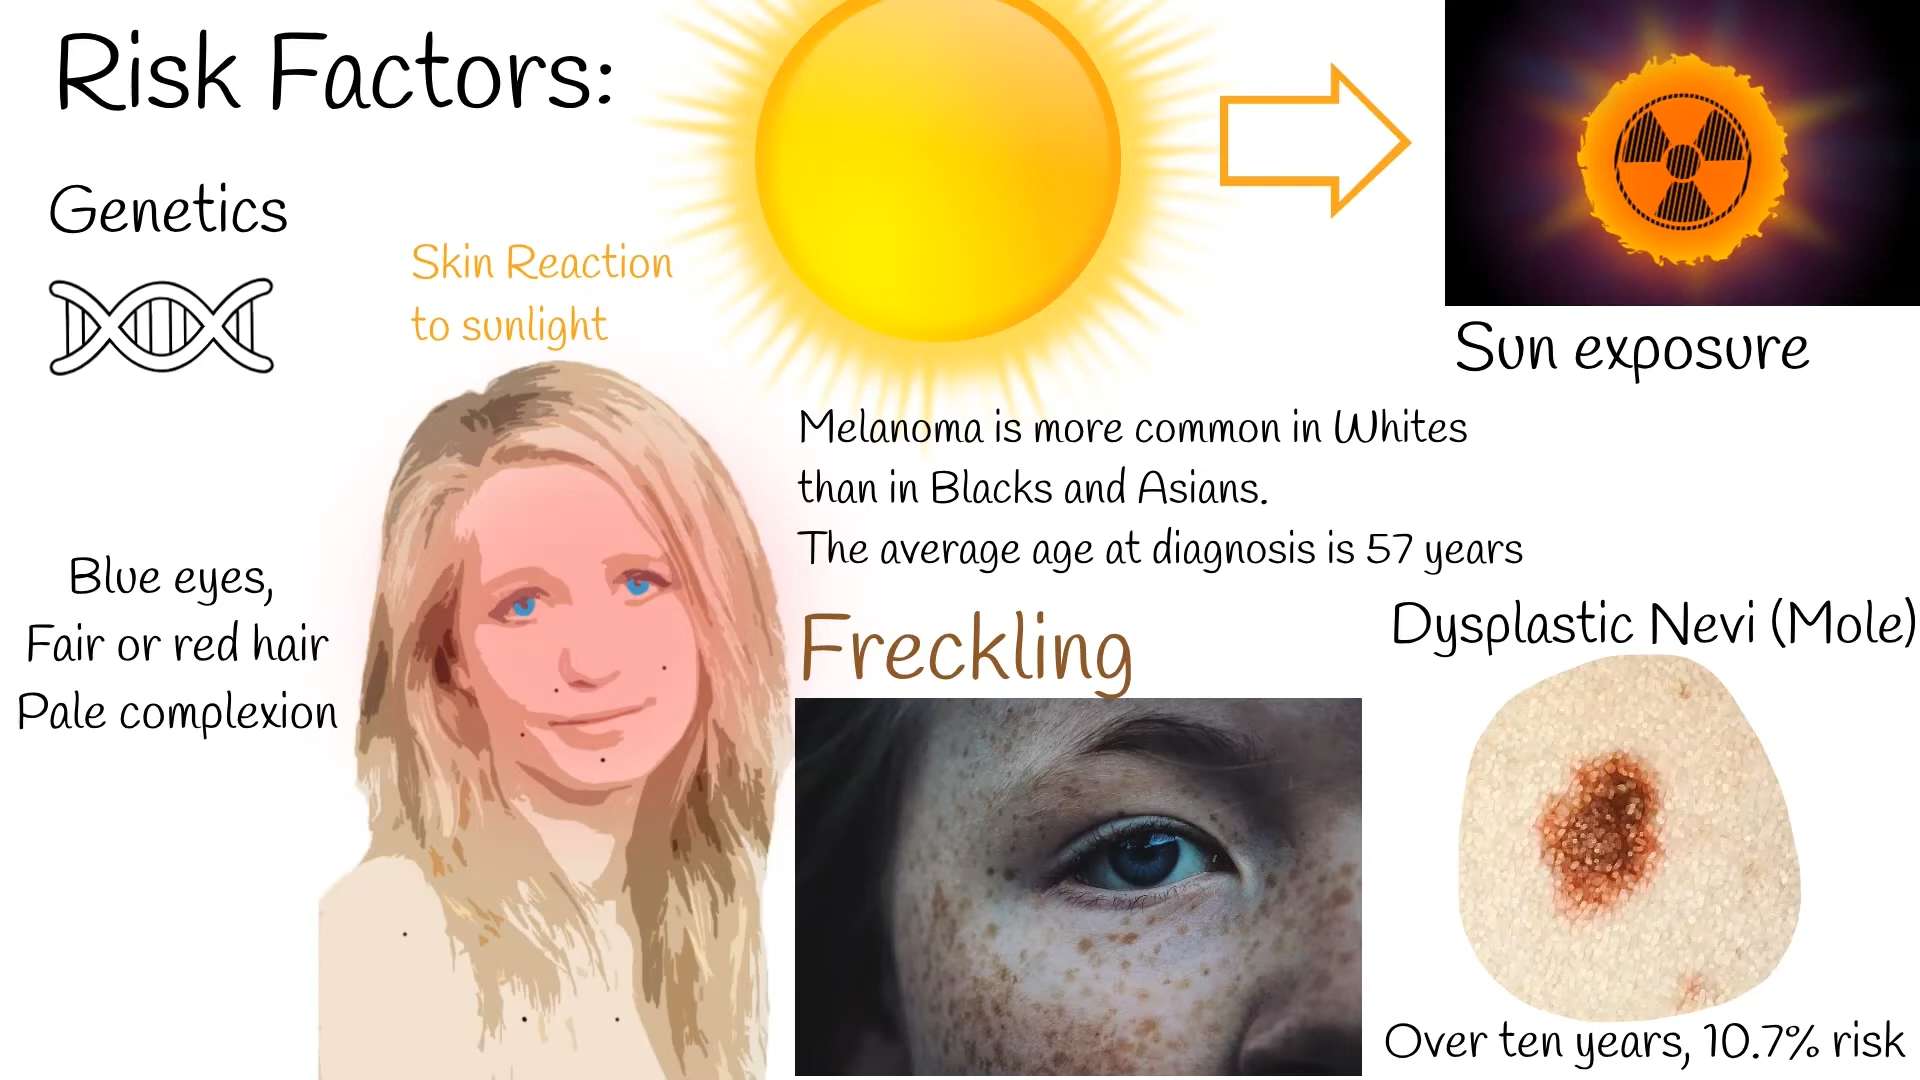 Risk Factors:
Genetics
Skin Reaction
to sunlight
Sun exposure
Melanoma is more common in Whites
than in Blacks and Asians.
The average age at diagnosis is 57 years
Blue eyes,
Fair or red hair
Pale complexion
Freckling
Dysplastic Nevi (Mole)
Over ten years, 10.7% risk